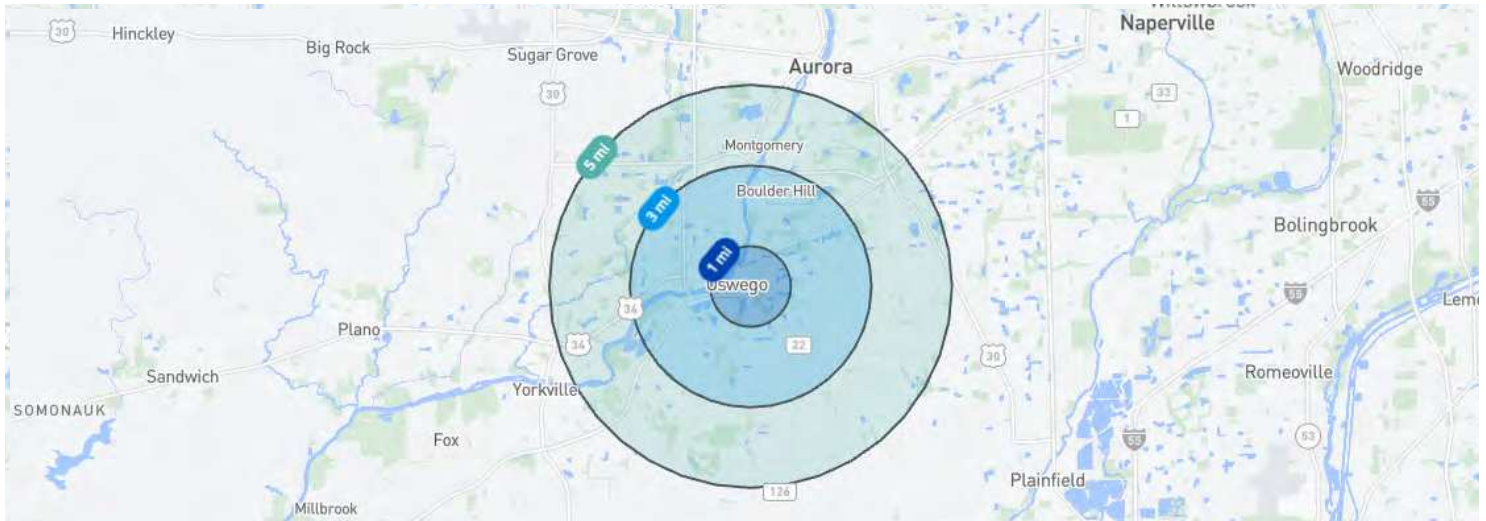 Naperville
30
Hinckley
Big Rock
Sugar Grove
Aurora
Woodridge
30
33
1
5 mi
Montgomery
3 mi
Boulder Hill
55
Bolingbrook
1 mi
Oswego
55
34
Plano
34
22
30
Sandwich
Yorkville
Romeoville
SOMONAUK
Fox
55
53
Plainfield
126
Millbrook